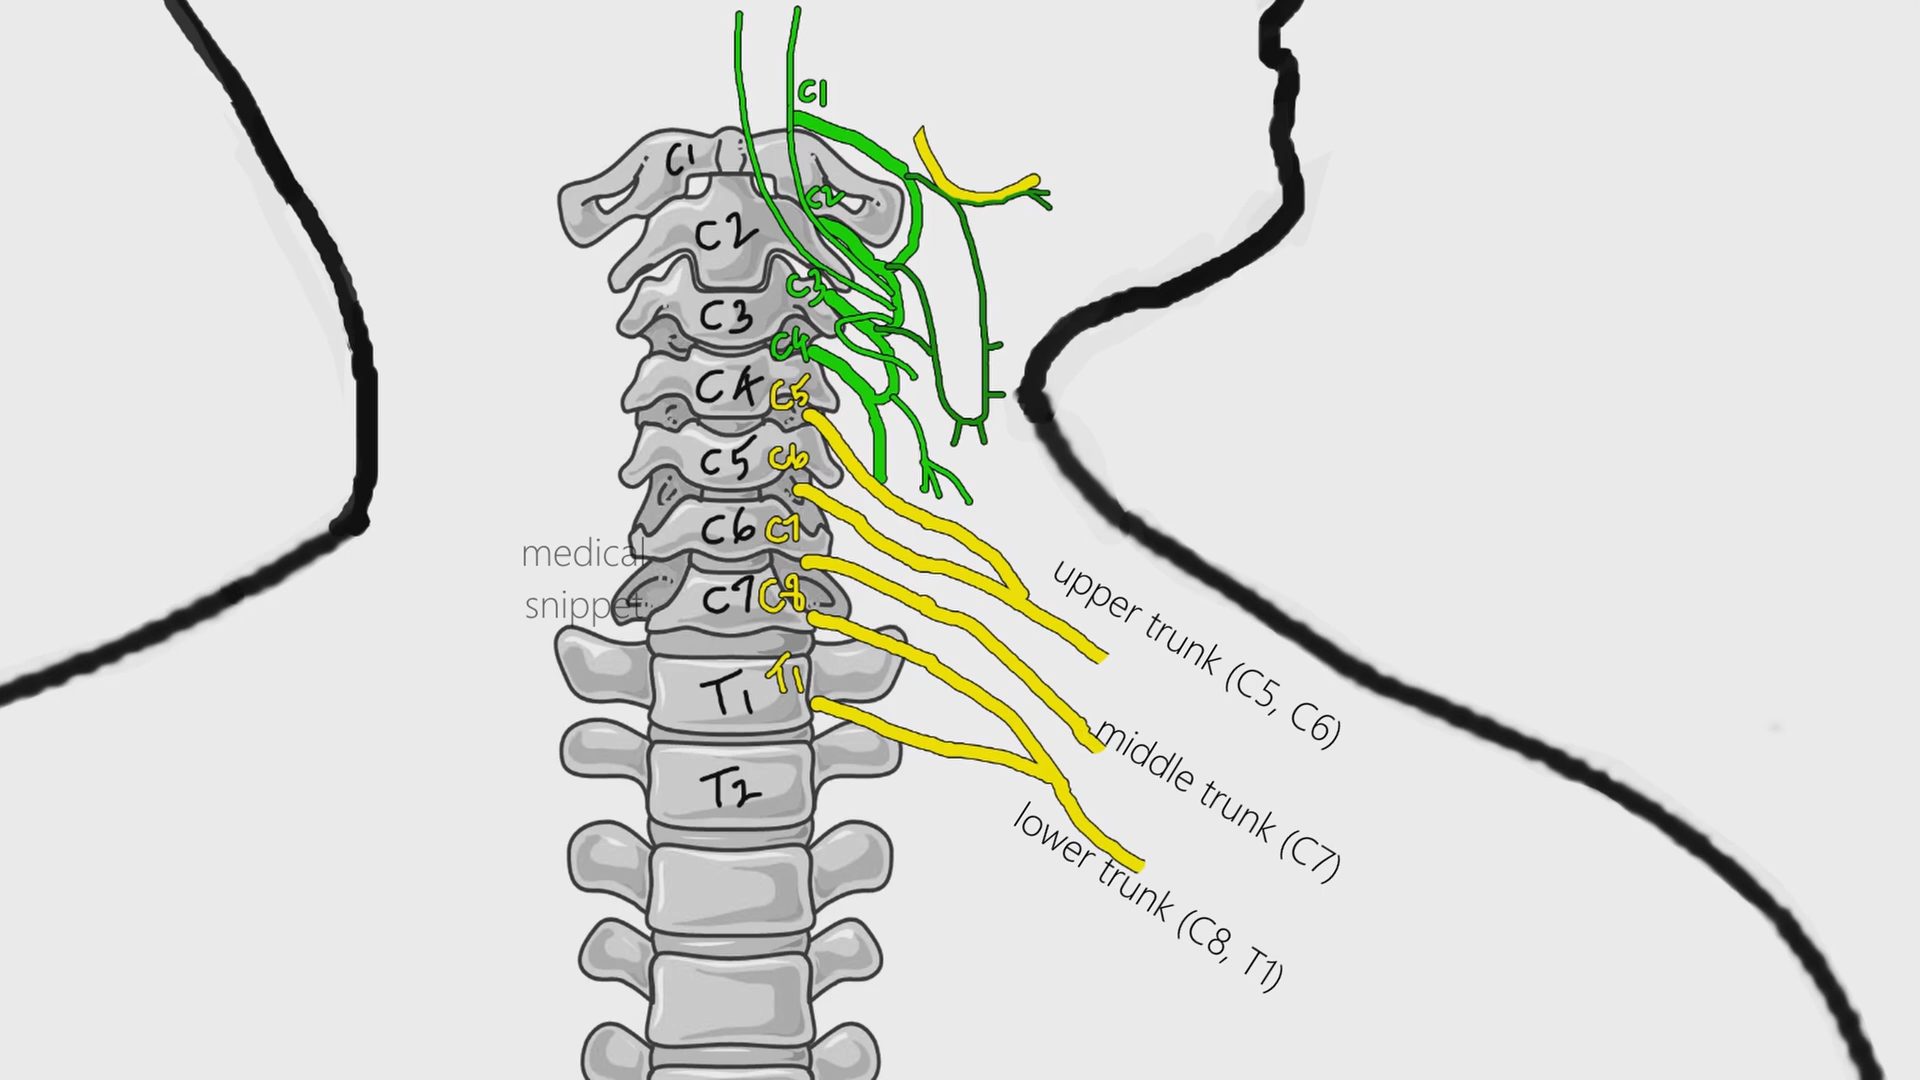 C1
C1
C2
C2
C3
C3
C4
C4
C5
C5
C6
C6
C7
medical
snippet
C7
C8
T1
T1
T2
upper trunk (C5, C6)
middle trunk (C7)
lower trunk (C8, T1)